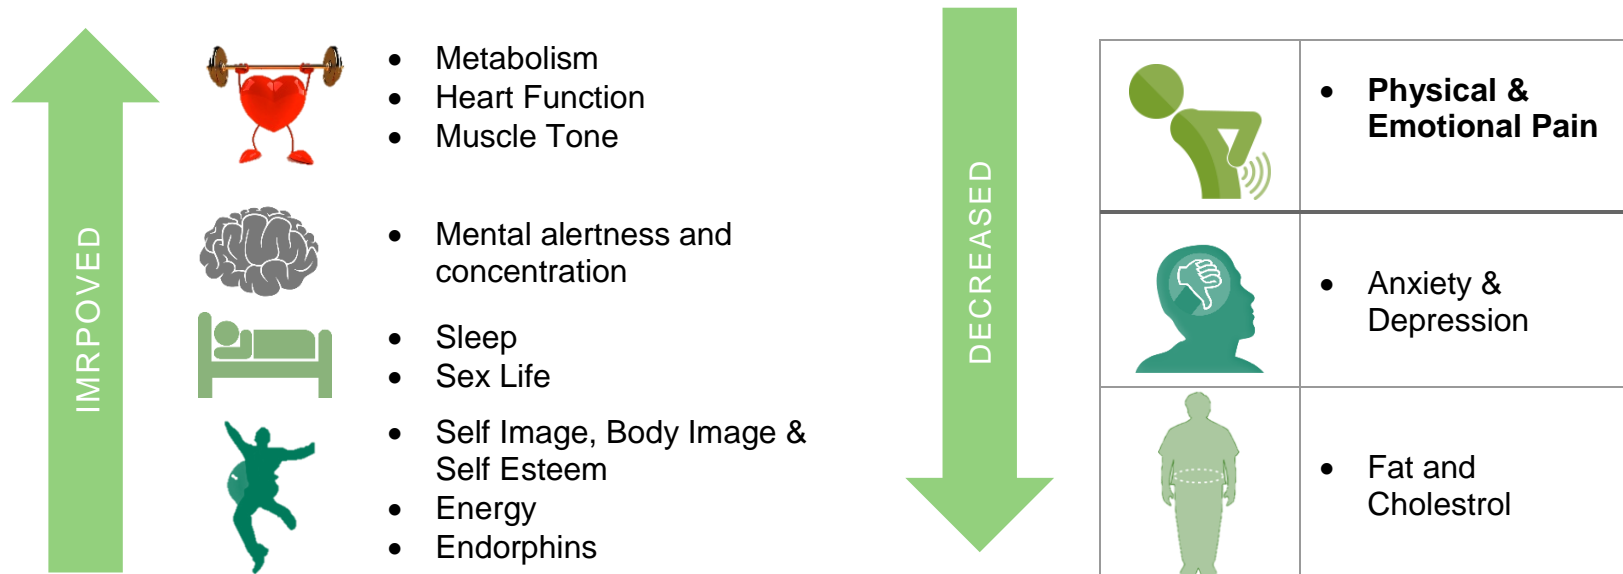 IMRPOVED
• Metabolism
• Heart Function
• Muscle Tone
• Mental alertness and
concentration
• Sleep
• Sex Life
• Self Image, Body Image &
Self Esteem
• Energy
• Endorphins
DECREASED
• Physical &
Emotional Pain
• Anxiety &
Depression
• Fat and
Cholestrol